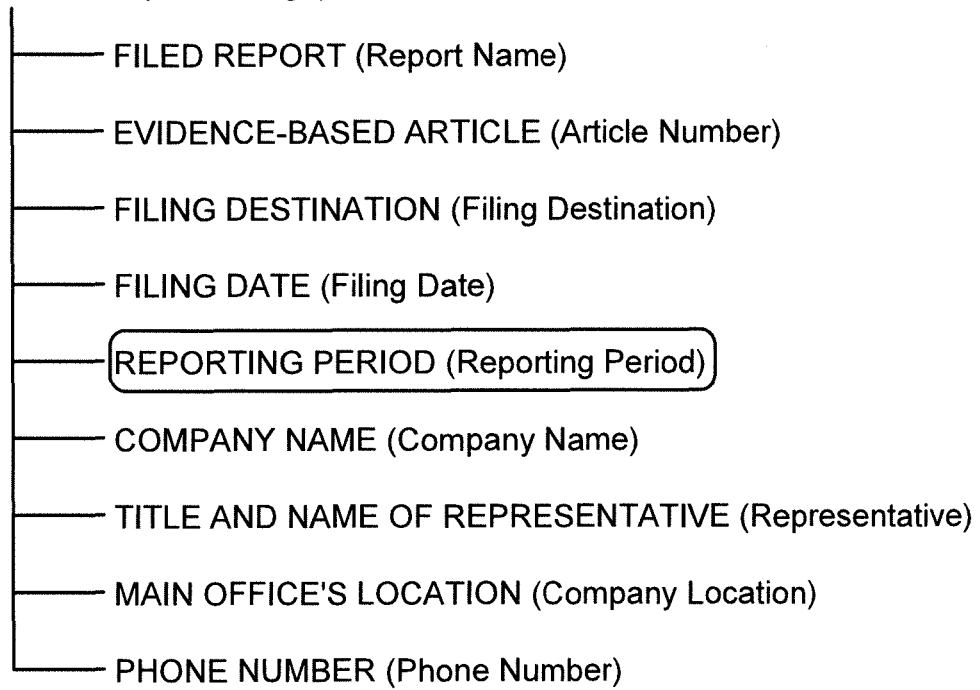 FILED REPORT (Report Name)
EVIDENCE-BASED ARTICLE (Article Number)
FILING DESTINATION (Filing Destination)
FILING DATE (Filing Date)
REPORTING PERIOD (Reporting Period)
COMPANY NAME (Company Name)
TITLE AND NAME OF REPRESENTATIVE (Representative)
MAIN OFFICE'S LOCATION (Company Location)
PHONE NUMBER (Phone Number)